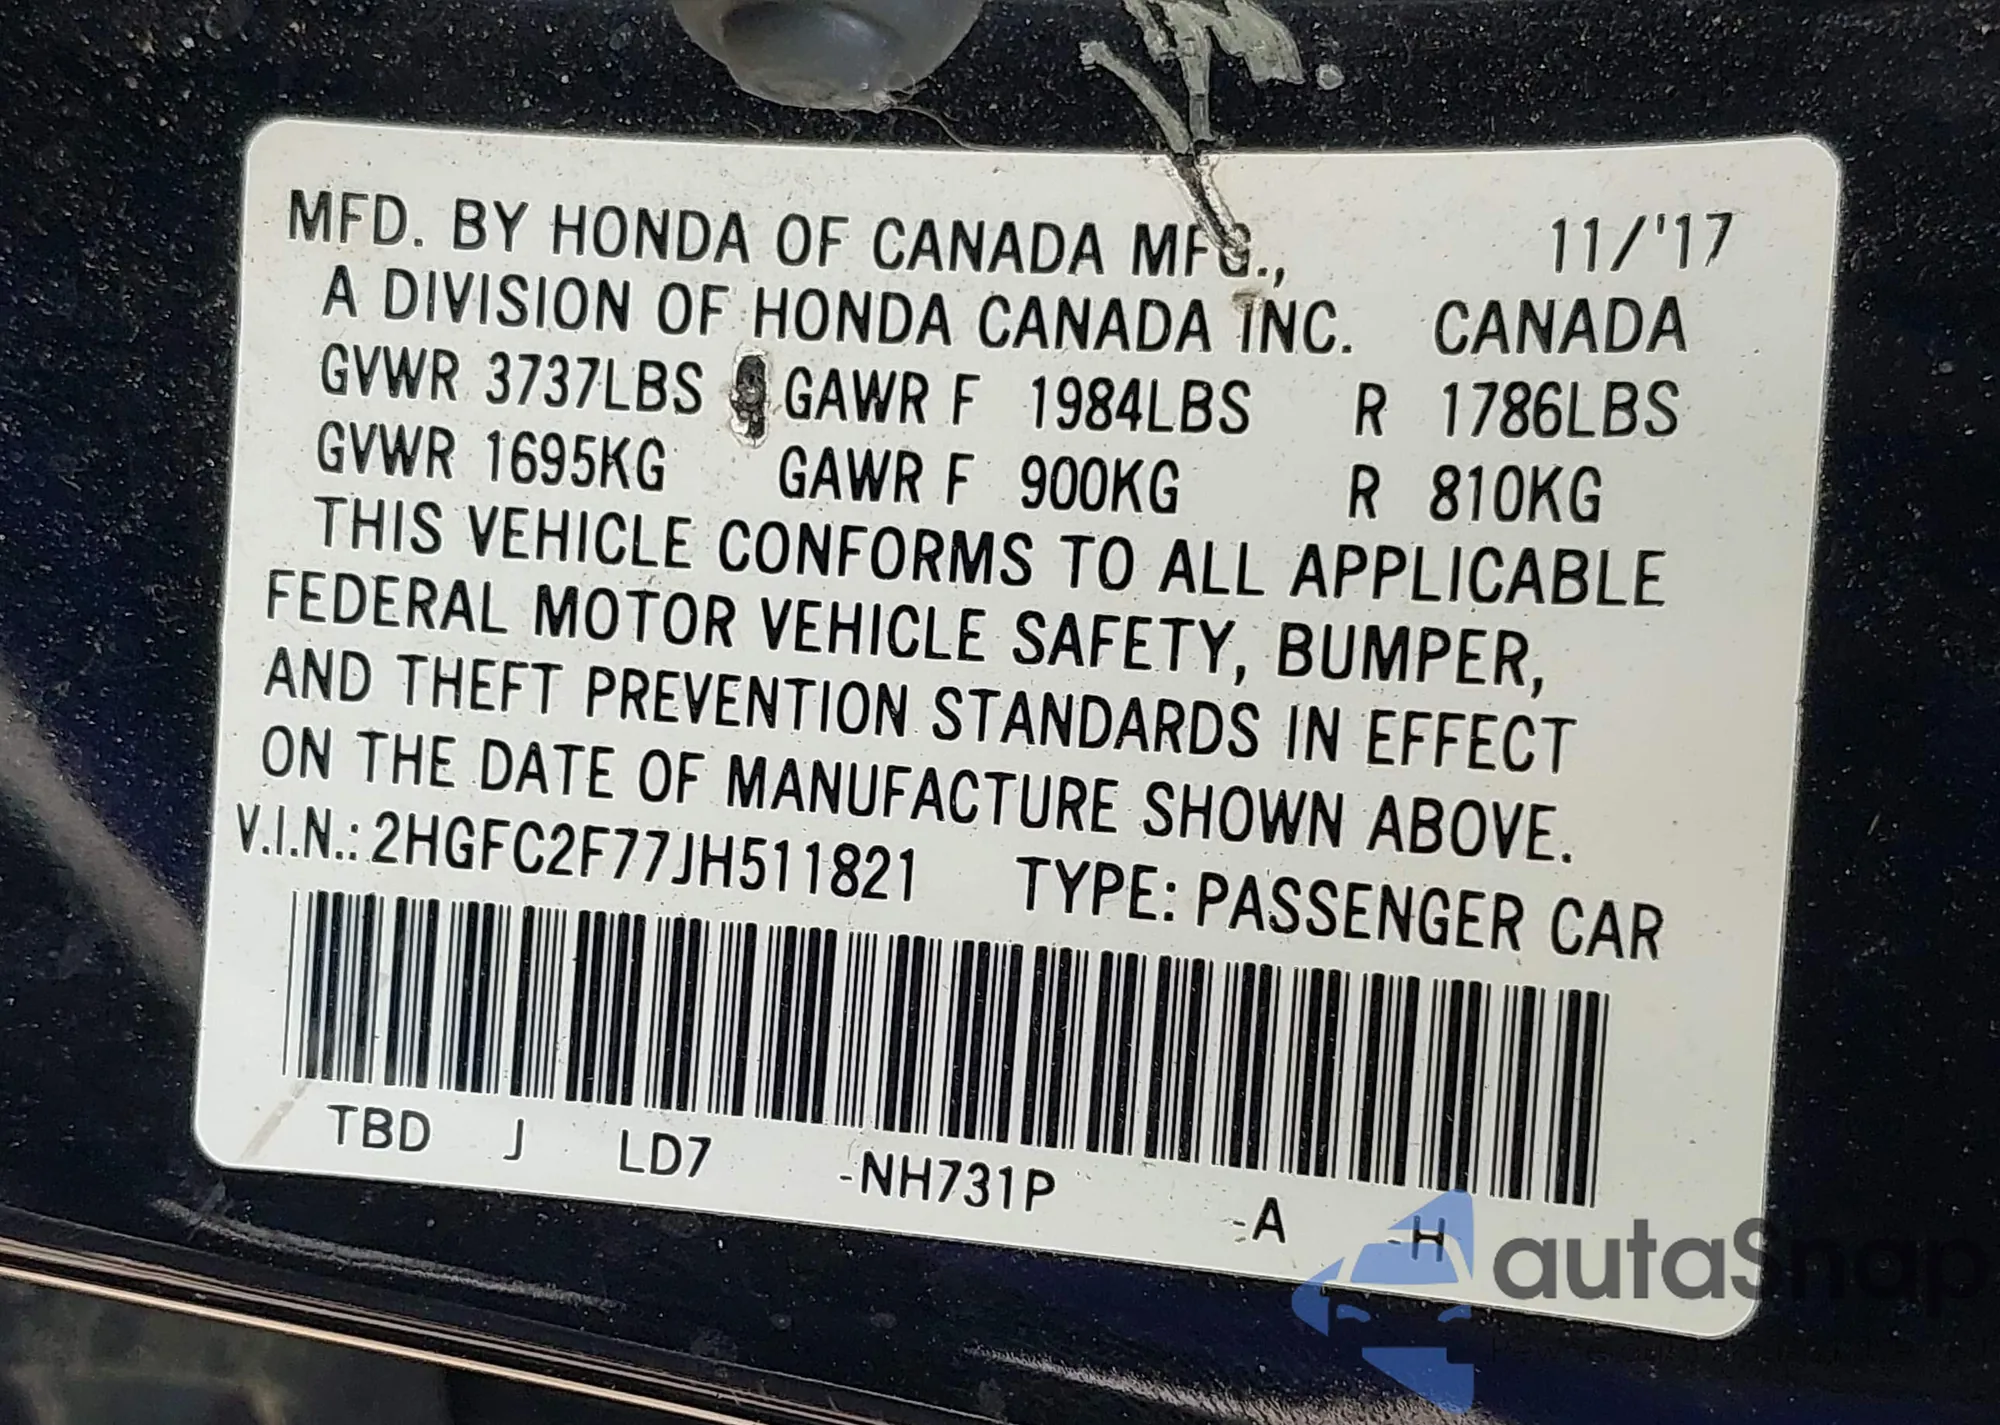 MFD. BY HONDA OF CANADA MFG., 11/'17
A DIVISION OF HONDA CANADA INC. CANADA
GVWR 3737LBS GAWR F 1984LBS R 1786LBS
GVWR 1695KG GAWR F 900KG R 810KG
THIS VEHICLE CONFORMS TO ALL APPLICABLE
FEDERAL MOTOR VEHICLE SAFETY, BUMPER,
AND THEFT PREVENTION STANDARDS IN EFFECT
ON THE DATE OF MANUFACTURE SHOWN ABOVE.
V.I.N.: 2HGFC2F77JH511821 TYPE: PASSENGER CAR
TBD J LD7 -NH731P -A -H
autaSnap